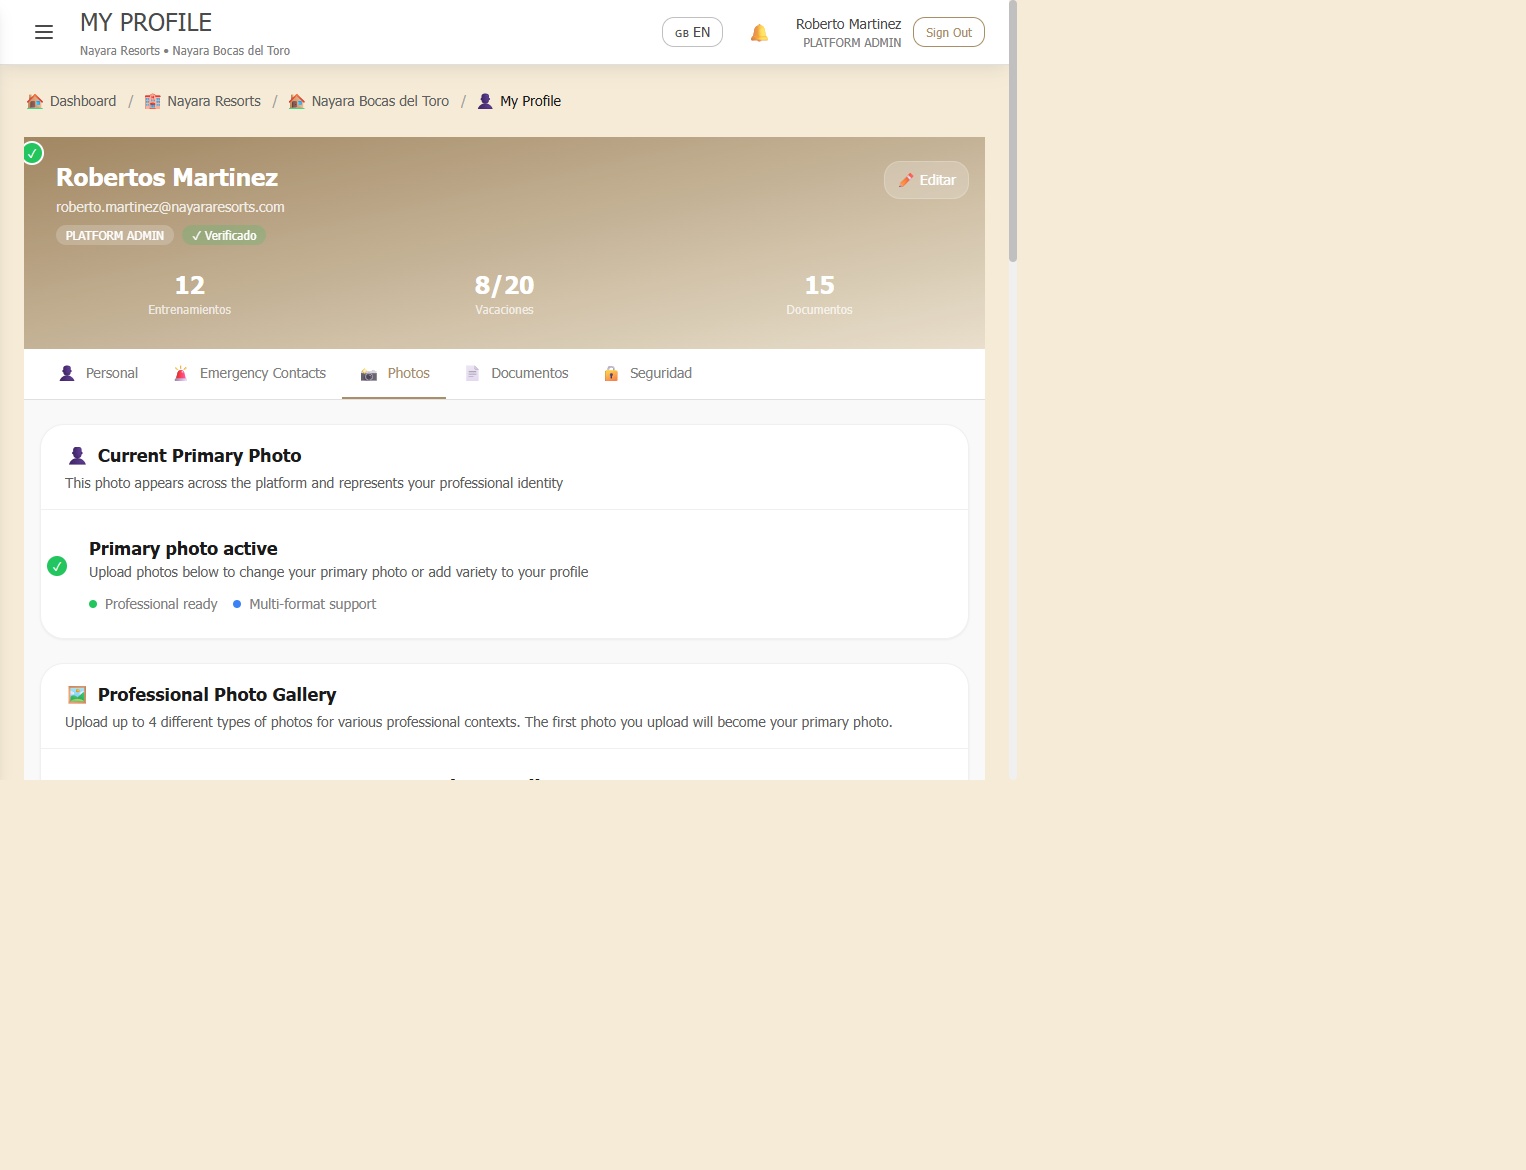 MY PROFILE
Nayara Resorts • Nayara Bocas del Toro
GB EN
Roberto Martinez
PLATFORM ADMIN
Sign Out
Dashboard / Nayara Resorts / Nayara Bocas del Toro / My Profile
Robertos Martinez
roberto.martinez@nayararesorts.com
PLATFORM ADMIN ✓ Verificado
Editar
12
Entrenamientos
8/20
Vacaciones
15
Documentos
Personal
Emergency Contacts
Photos
Documentos
Seguridad
Current Primary Photo
This photo appears across the platform and represents your professional identity
Primary photo active
Upload photos below to change your primary photo or add variety to your profile
Professional ready
Multi-format support
Professional Photo Gallery
Upload up to 4 different types of photos for various professional contexts. The first photo you upload will become your primary photo.